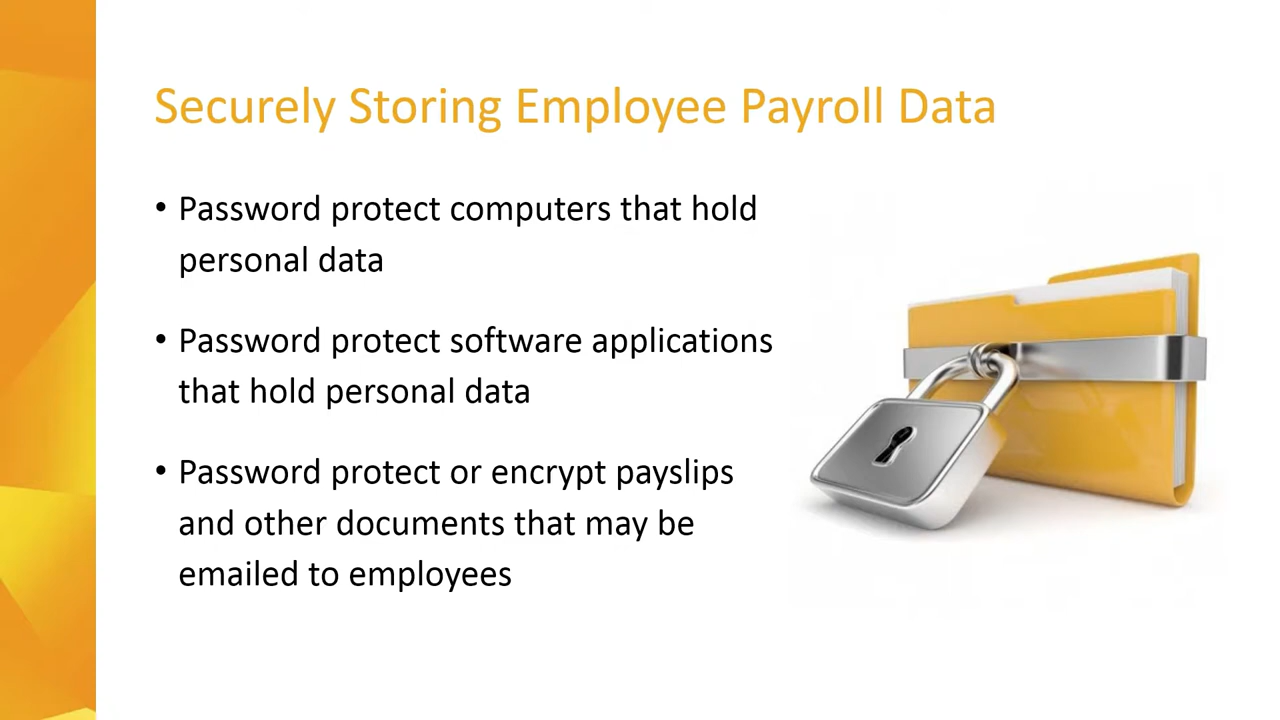 Securely Storing Employee Payroll Data
• Password protect computers that hold
personal data
• Password protect software applications
that hold personal data
• Password protect or encrypt payslips
and other documents that may be
emailed to employees